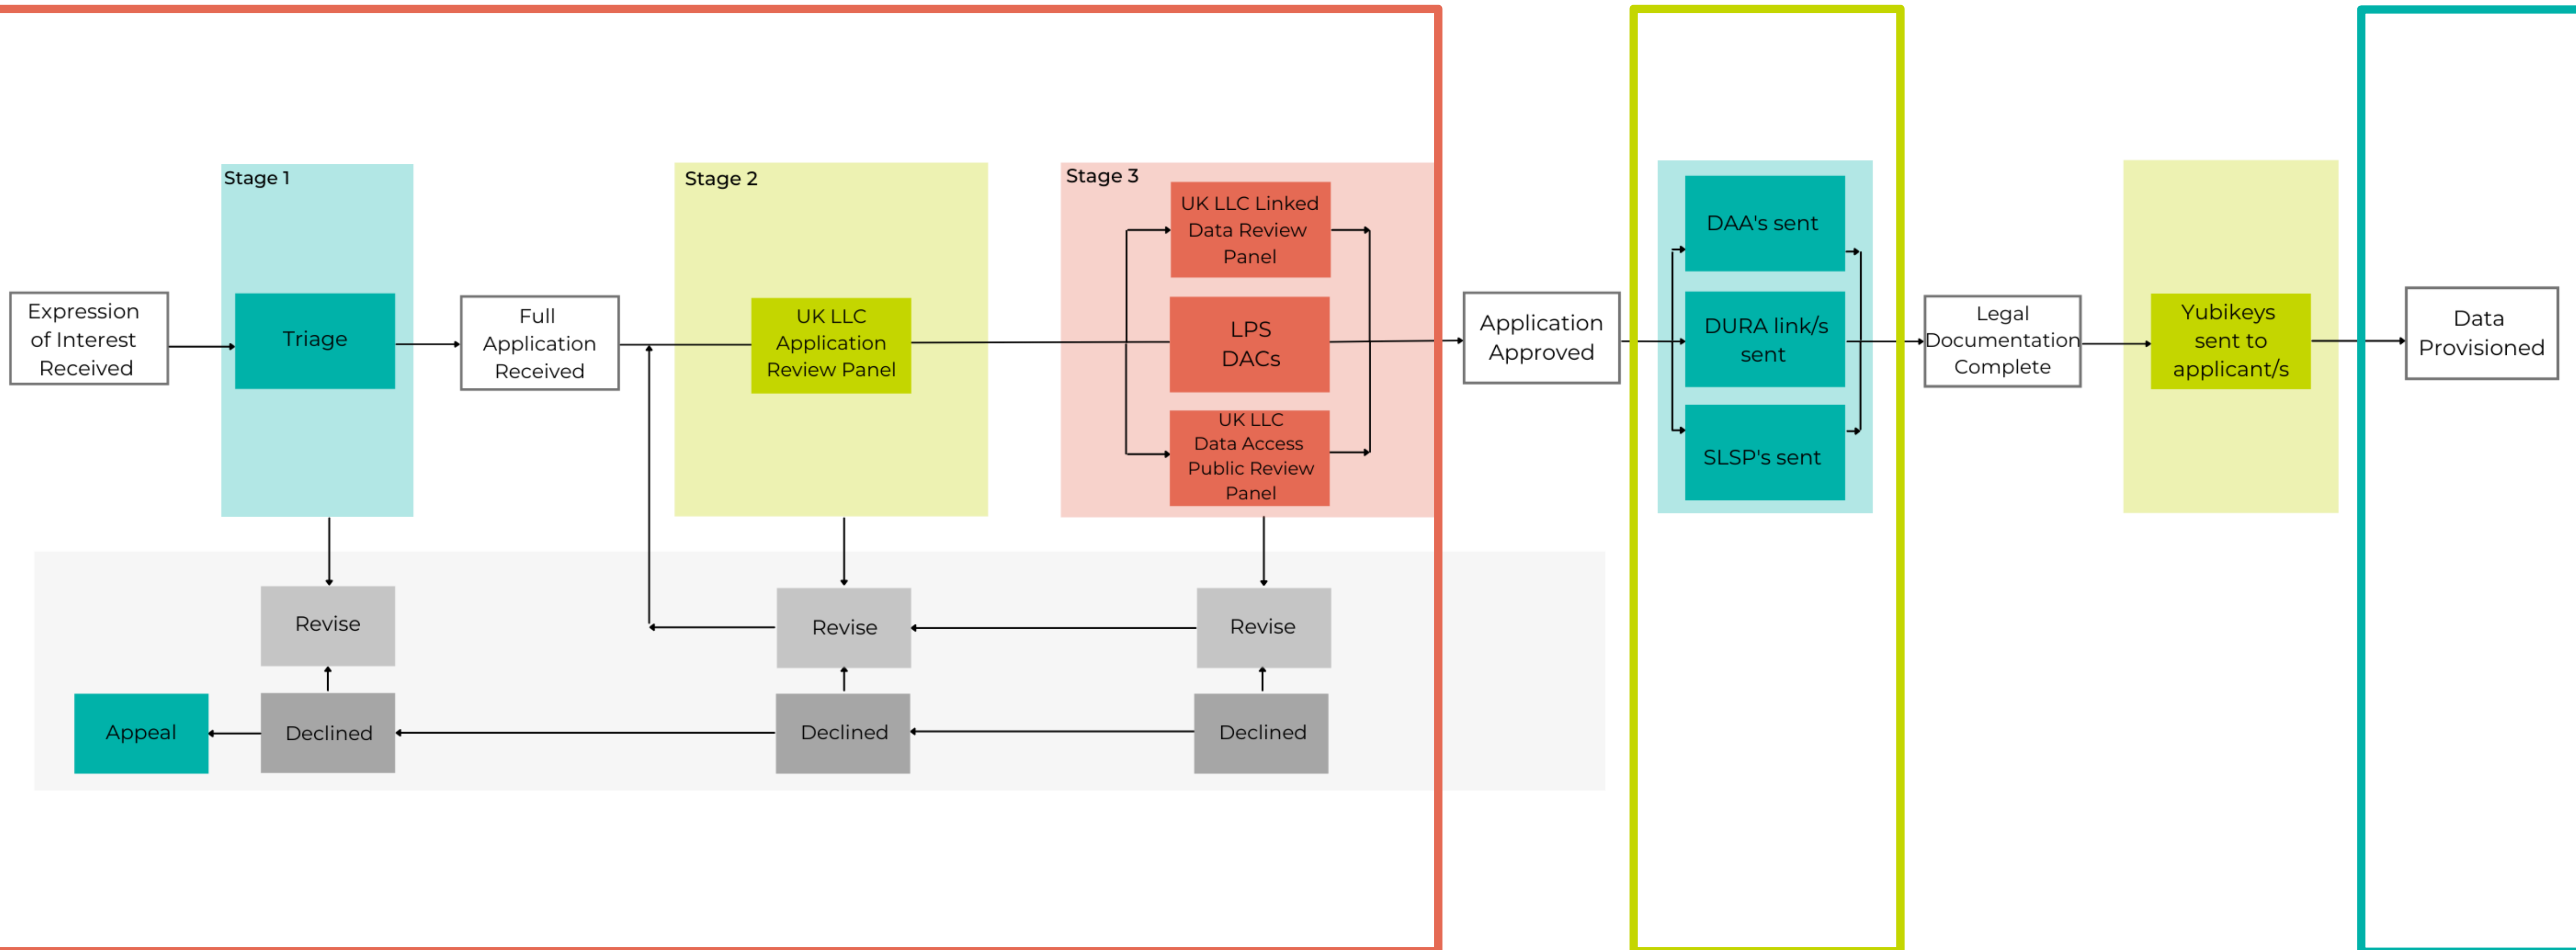 Stage 1
Stage 2
Stage 3
Expression
of Interest
Received
Triage
Full
Application
Received
UK LLC
Application
Review Panel
UK LLC Linked
Data Review
Panel
LPS
DACs
UK LLC
Data Access
Public Review
Panel
Application
Approved
DAA's sent
DURA link/s
sent
SLSP's sent
Legal
Documentation
Complete
Yubikeys
sent to
applicant/s
Data
Provisioned
Revise
Revise
Revise
Appeal
Declined
Declined
Declined